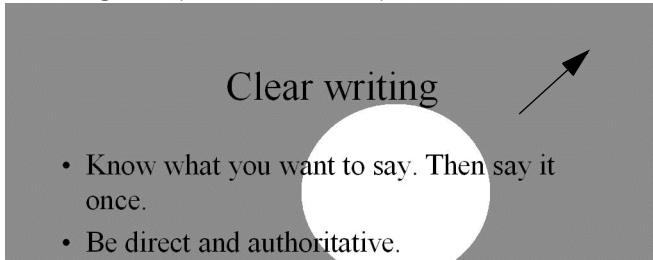 Clear writing
• Know what you want to say. Then say it
once.
• Be direct and authoritative.